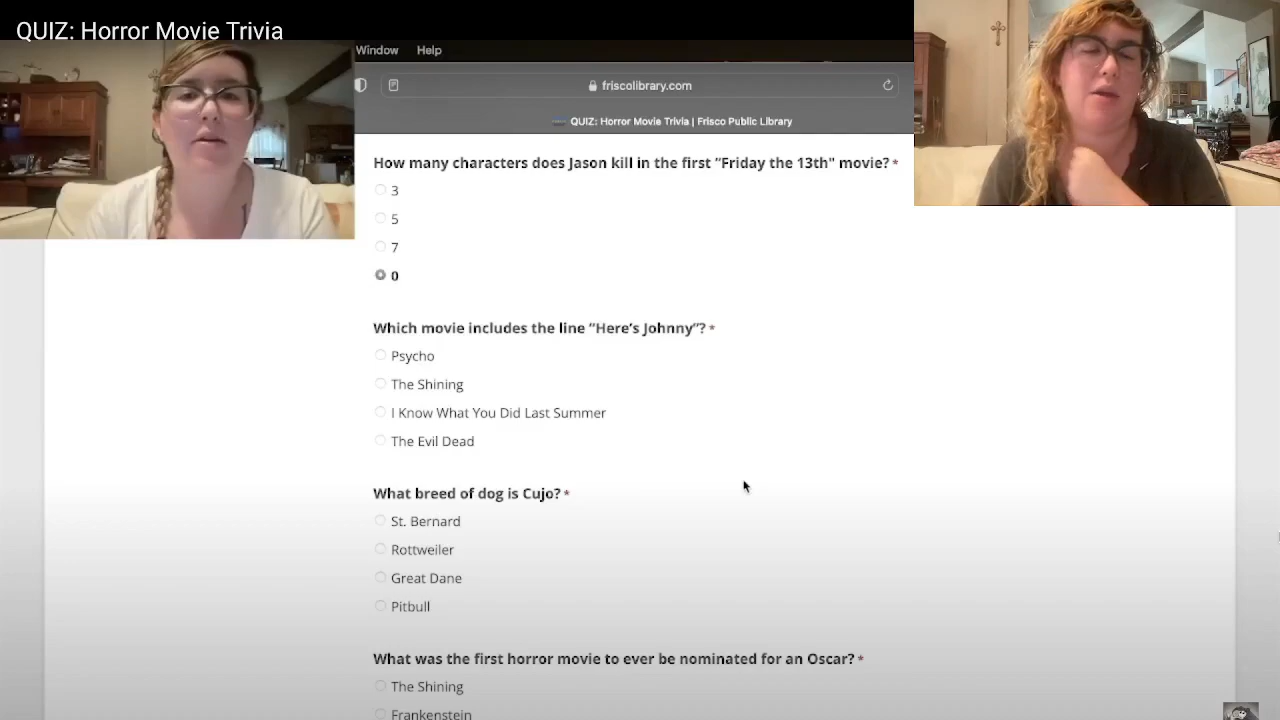 QUIZ: Horror Movie Trivia
Window Help
friscolibrary.com
QUIZ: Horror Movie Trivia | Frisco Public Library
How many characters does Jason kill in the first "Friday the 13th" movie? *
3
5
7
0
Which movie includes the line “Here’s Johnny”? *
Psycho
The Shining
I Know What You Did Last Summer
The Evil Dead
What breed of dog is Cujo? *
St. Bernard
Rottweiler
Great Dane
Pitbull
What was the first horror movie to ever be nominated for an Oscar? *
The Shining
Frankenstein